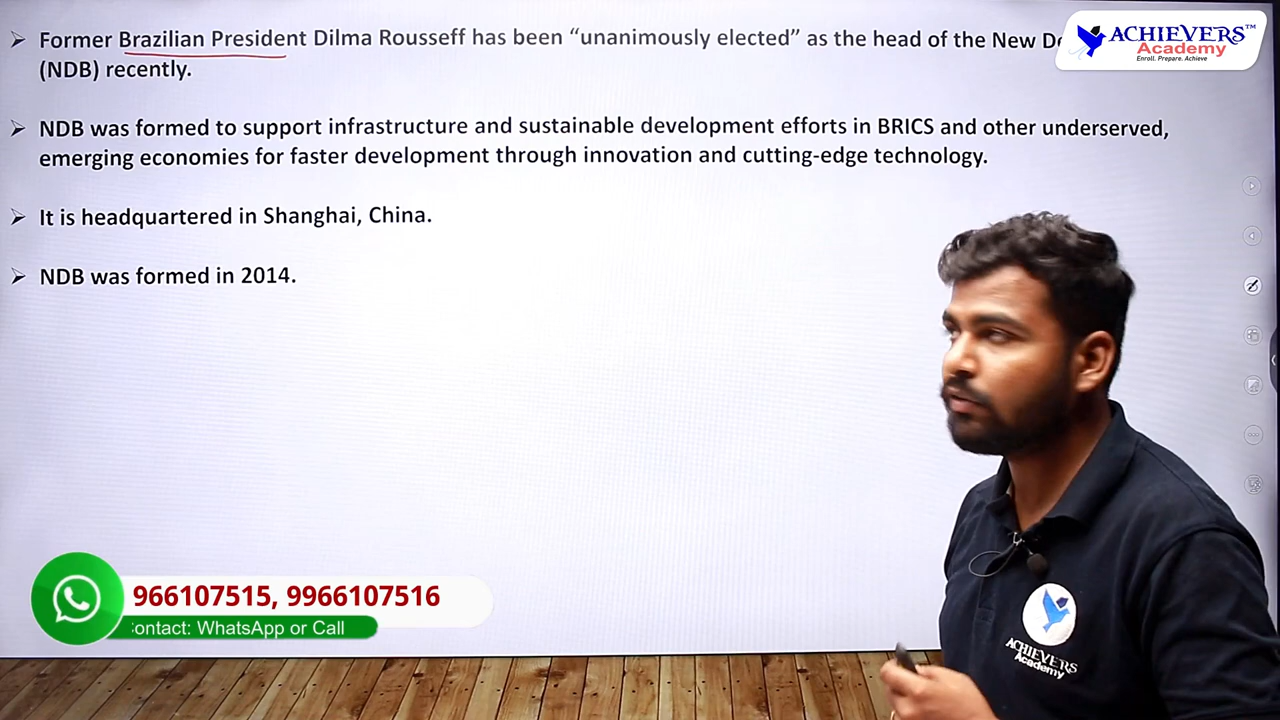 Former Brazilian President Dilma Rousseff has been “unanimously elected” as the head of the New
(NDB) recently.
NDB was formed to support infrastructure and sustainable development efforts in BRICS and other underserved,
emerging economies for faster development through innovation and cutting-edge technology.
It is headquartered in Shanghai, China.
NDB was formed in 2014.
ACHIEVERS™
Academy
Enroll. Prepare. Achieve
966107515, 9966107516
ontact: WhatsApp or Call
ACHIEVERS
Academy